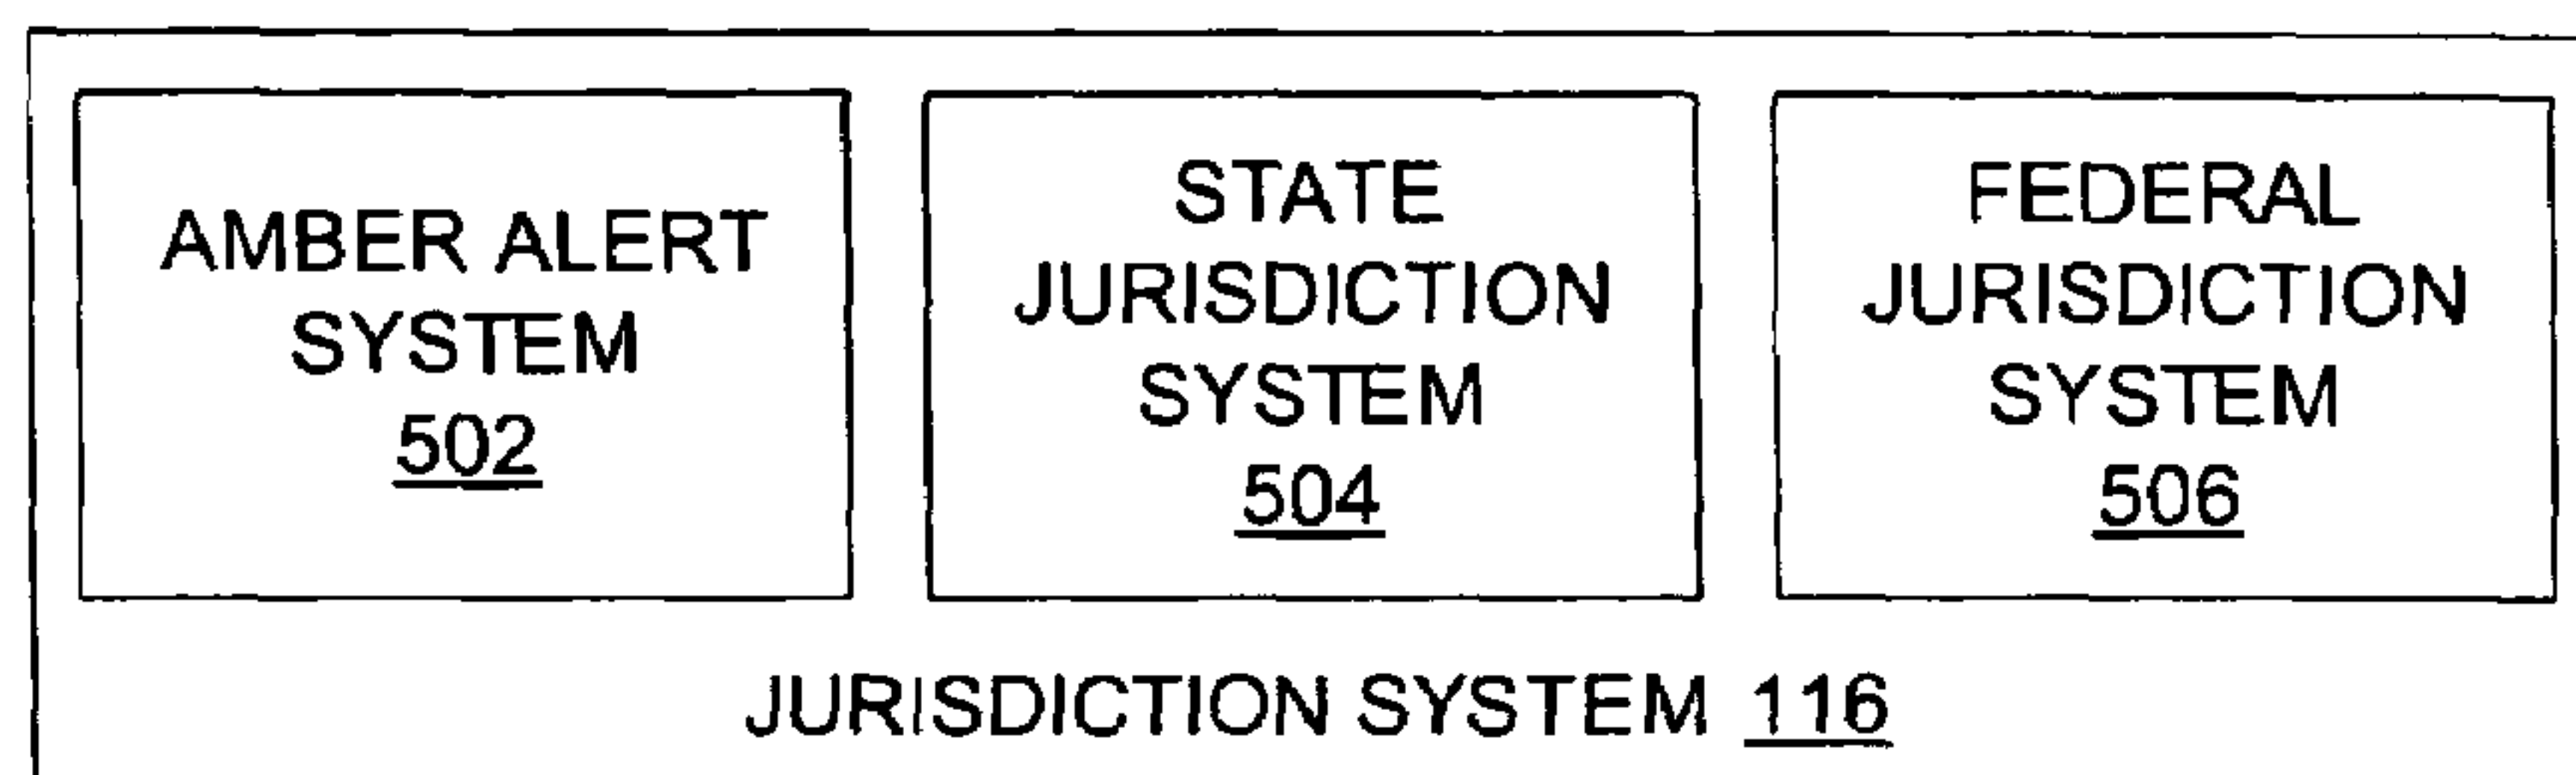 AMBER ALERT
SYSTEM
502
STATE
JURISDICTION
SYSTEM
504
FEDERAL
JURISDICTION
SYSTEM
506
JURISDICTION SYSTEM 116